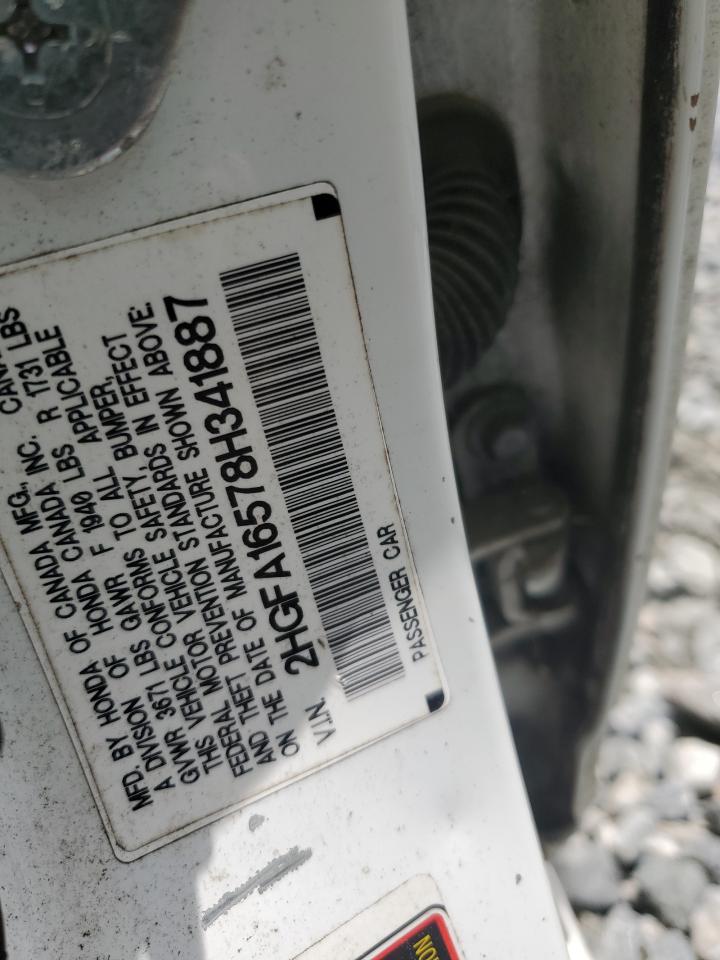 MFD. BY HONDA OF CANADA MFG., INC.
A DIVISION OF HONDA CANADA INC.
GVWR 3671 LBS GAWR F 1940 LBS R 1731 LBS
THIS VEHICLE CONFORMS TO ALL APPLICABLE
FEDERAL MOTOR VEHICLE SAFETY, BUMPER,
AND THEFT PREVENTION STANDARDS IN EFFECT
ON THE DATE OF MANUFACTURE SHOWN ABOVE.
V.I.N. 2HGFA16578H341887
PASSENGER CAR